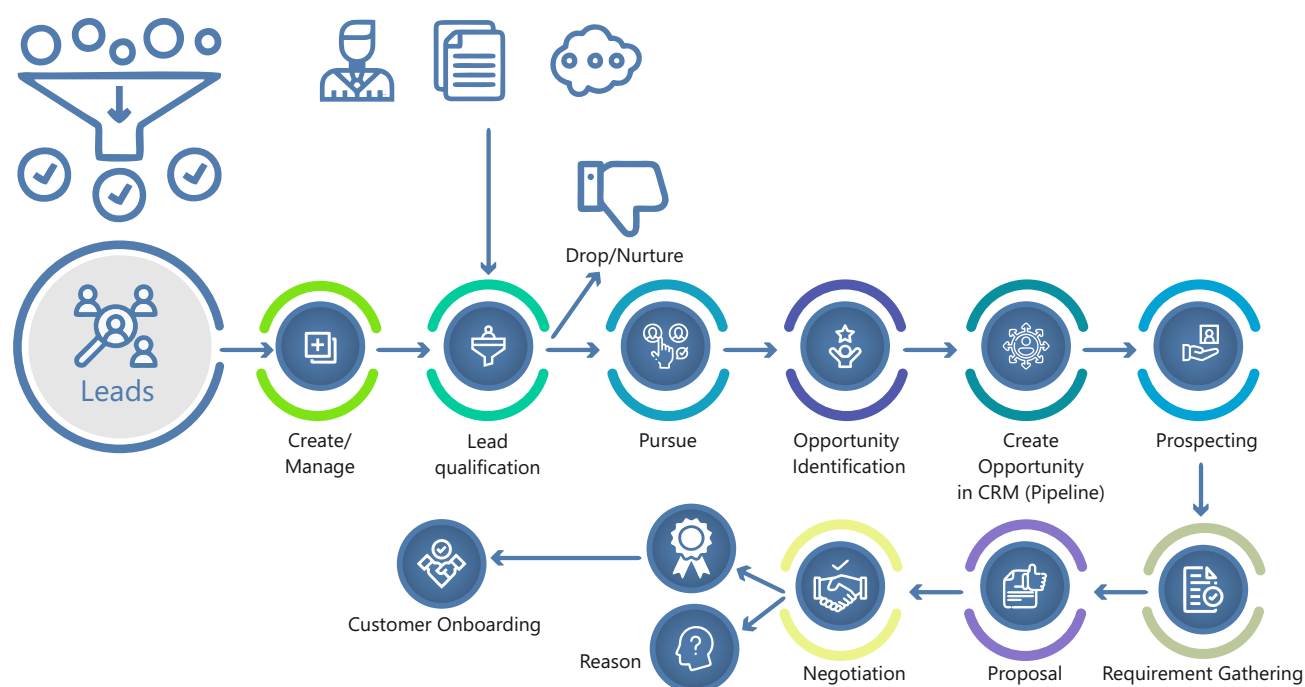 Drop/Nurture
Leads
Create/
Manage
Lead
qualification
Pursue
Opportunity
Identification
Create
Opportunity
in CRM (Pipeline)
Prospecting
Customer Onboarding
Reason
Negotiation
Proposal
Requirement Gathering